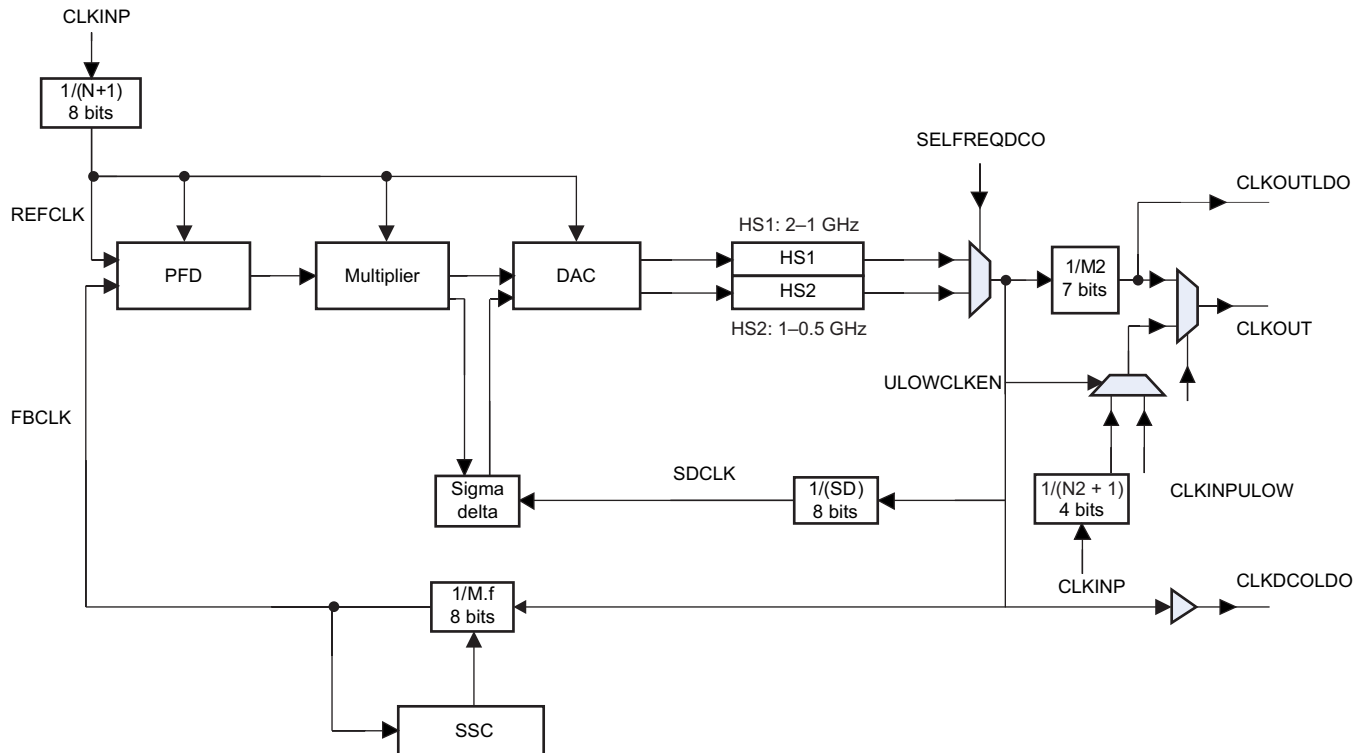 CLKINP
1/(N+1)
8 bits
SELFREQDCO
CLKOUTLDO
REFCLK
HS1: 2–1 GHz
PFD
Multiplier
DAC
HS1
HS2
1/M2
7 bits
HS2: 1–0.5 GHz
CLKOUT
ULOWCLKEN
FBCLK
Sigma
delta
SDCLK
1/(SD)
8 bits
1/(N2 + 1)
4 bits
CLKINPULOW
CLKINP
CLKDCOLDO
1/M.f
8 bits
SSC